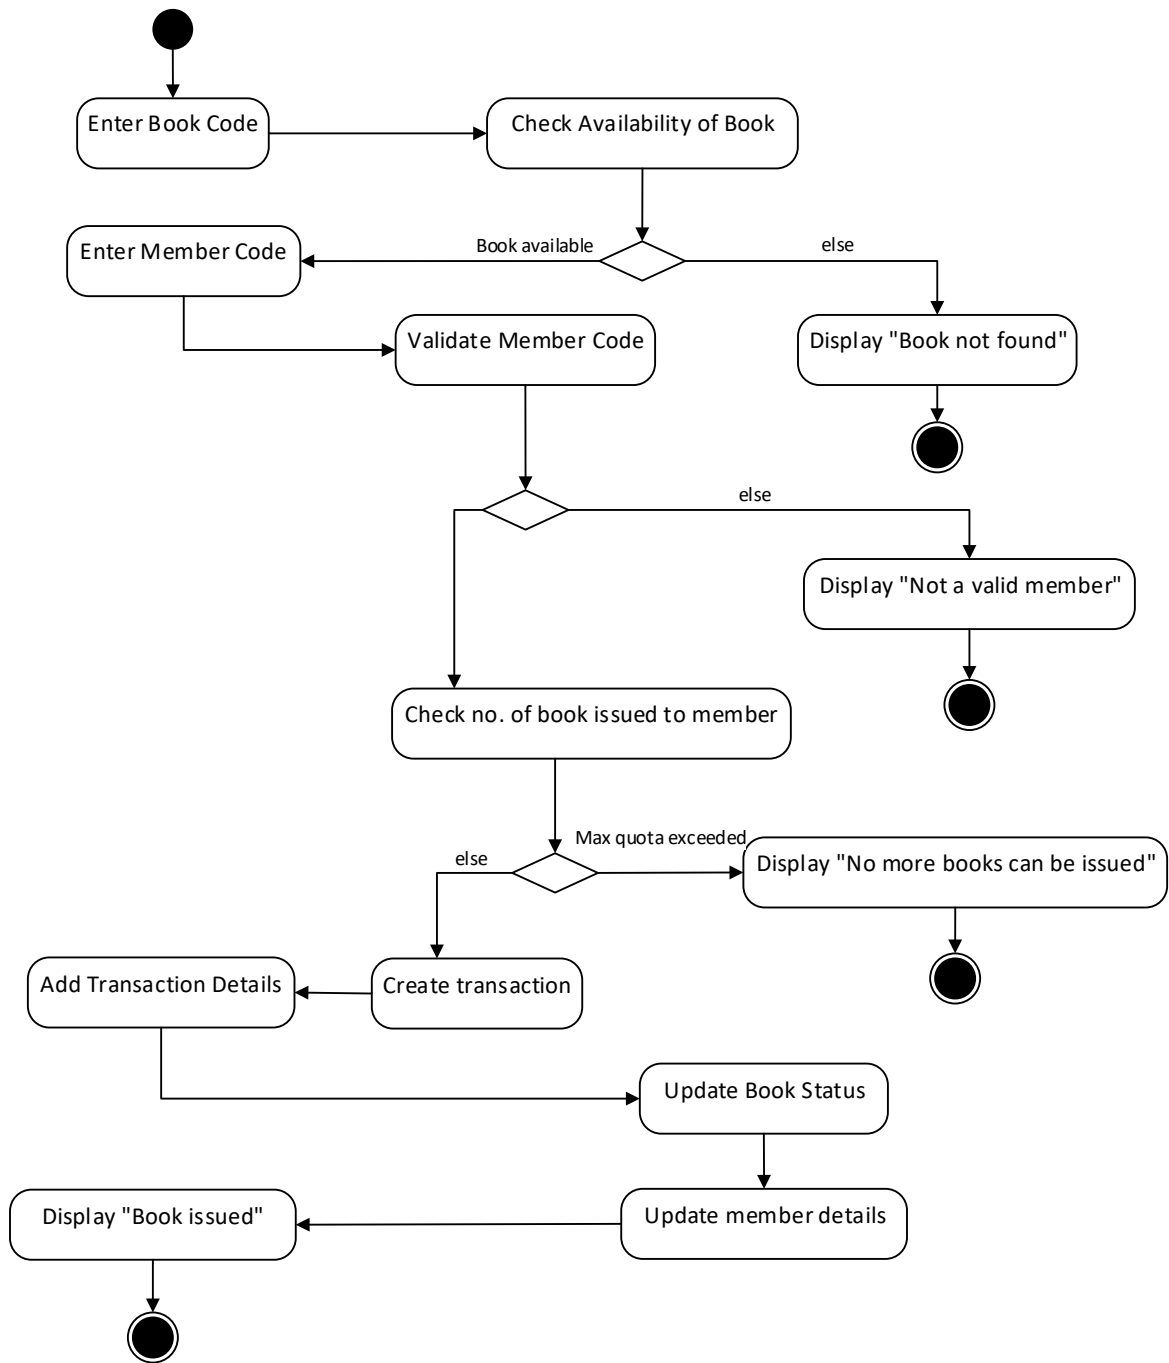 Enter Book Code
Check Availability of Book
Enter Member Code
Book available
else
Validate Member Code
Display "Book not found"
else
Display "Not a valid member"
Check no. of book issued to member
Max quota exceeded
else
Display "No more books can be issued"
Add Transaction Details
Create transaction
Update Book Status
Display "Book issued"
Update member details